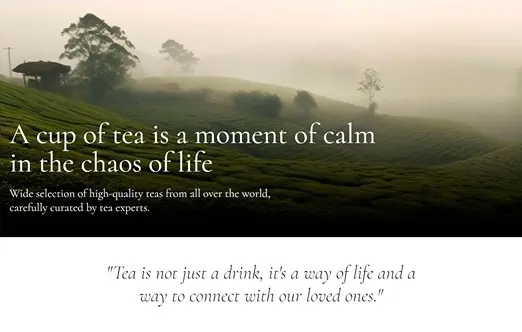 A cup of tea is a moment of calm
in the chaos of life
Wide selection of high-quality teas from all over the world,
carefully curated by tea experts.
"Tea is not just a drink, it's a way of life and a
way to connect with our loved ones."